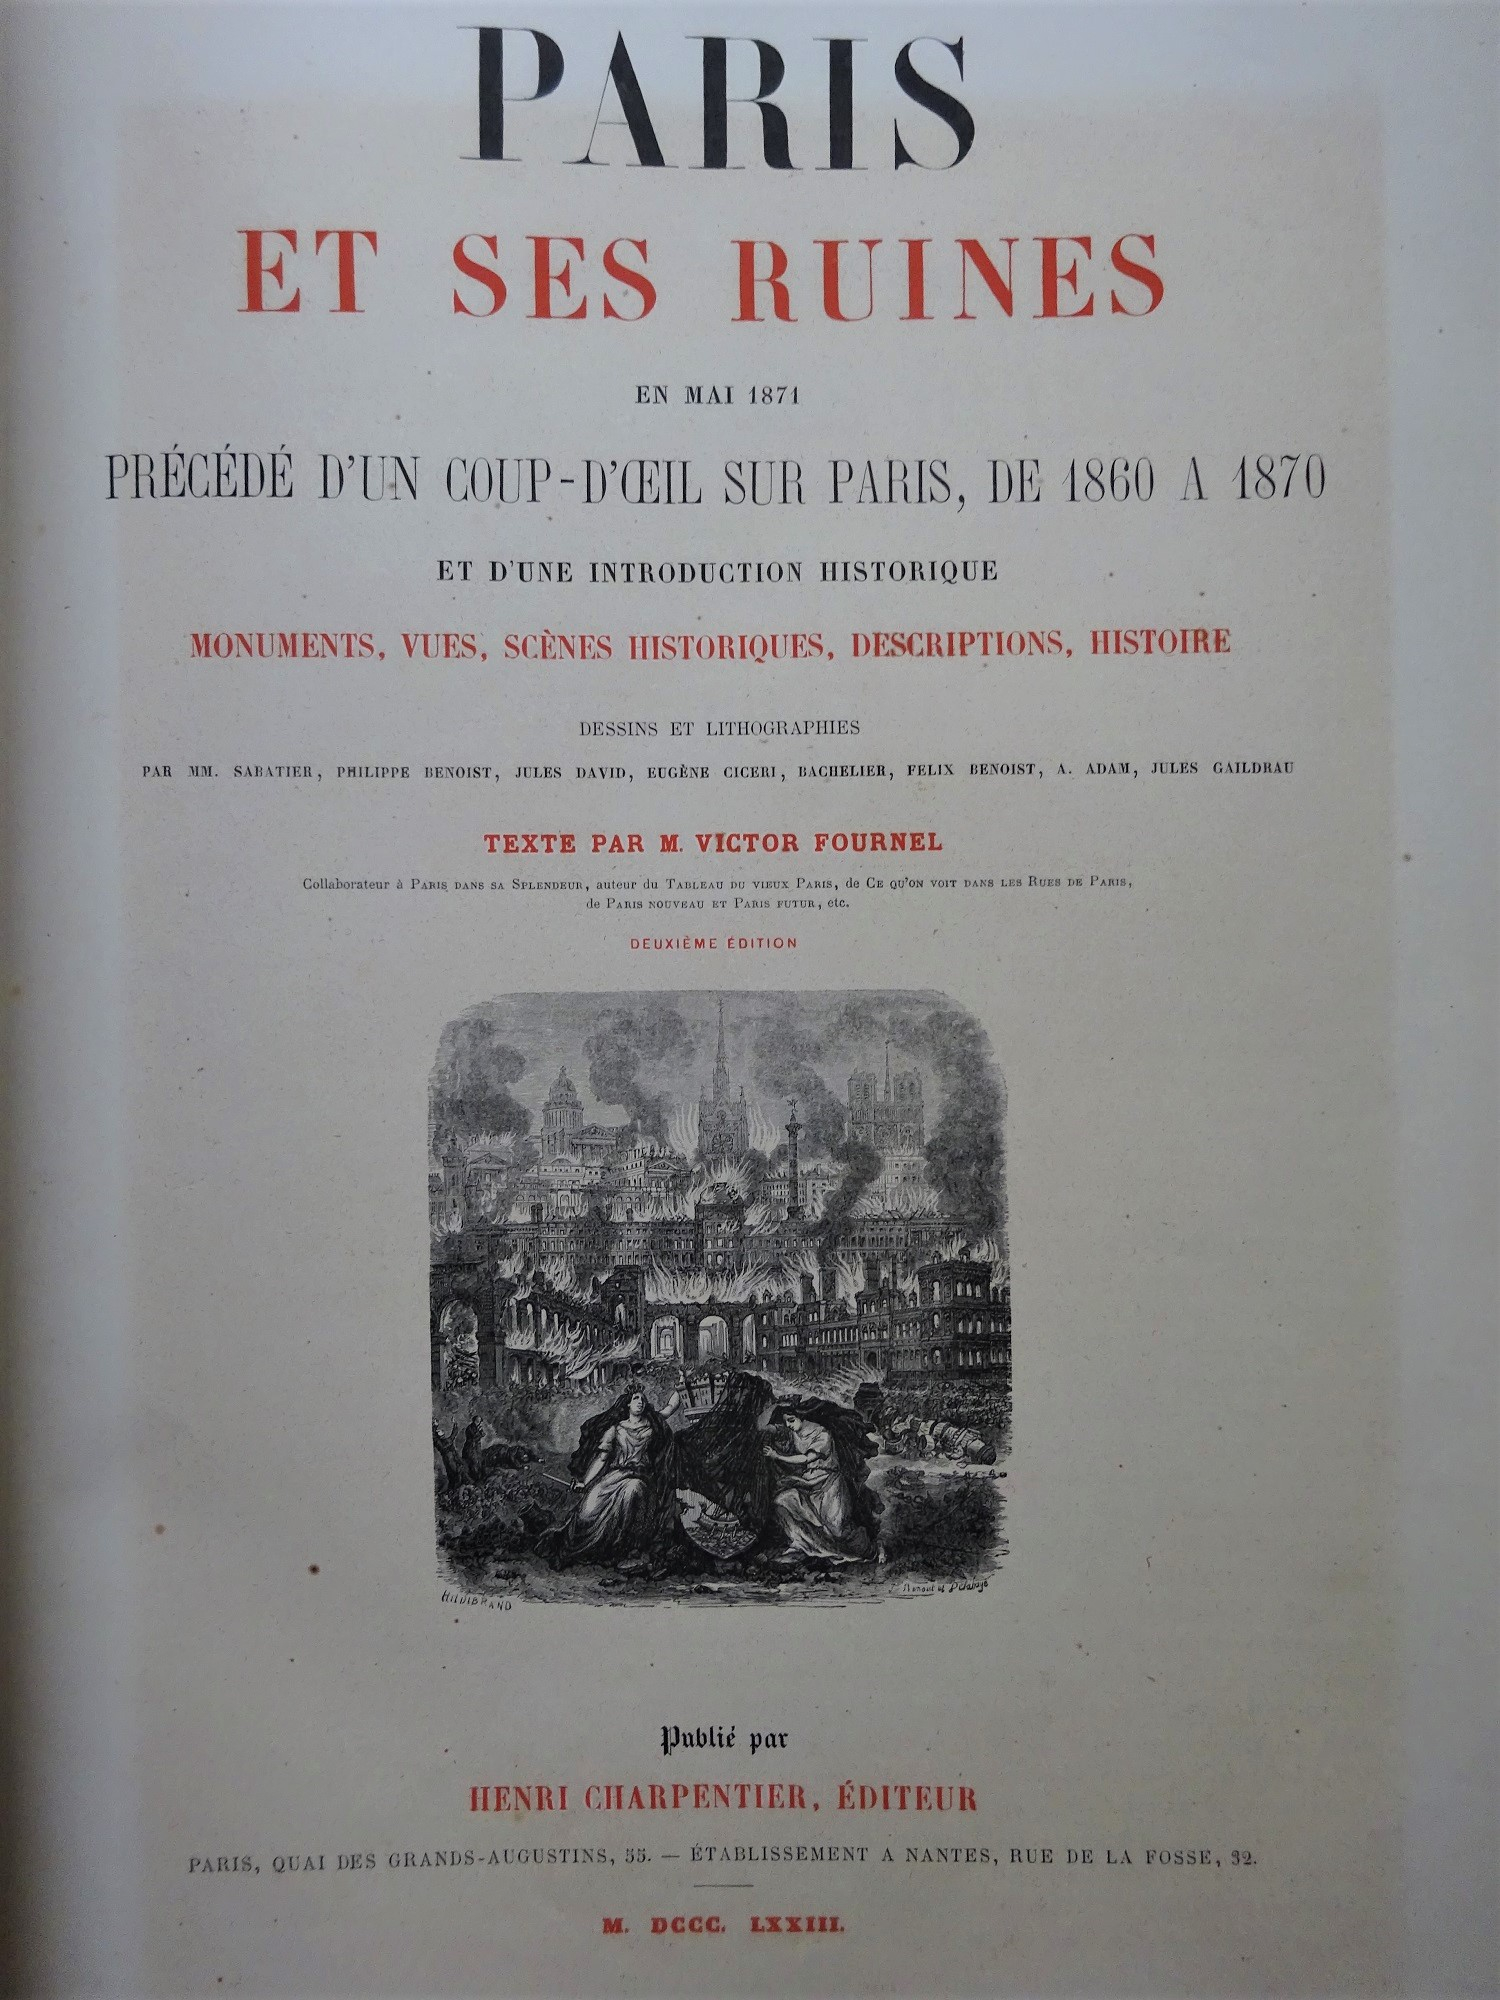 PARIS
ET SES RUINES
EN MAI 1871
PRÉCÉDÉ D'UN COUP-D'ŒIL SUR PARIS, DE 1860 A 1870
ET D'UNE INTRODUCTION HISTORIQUE
MONUMENTS, VUES, SCÈNES HISTORIQUES, DESCRIPTIONS, HISTOIRE
DESSINS ET LITHOGRAPHIES
PAR MM. SABATIER, PHILIPPE BENOIST, JULES DAVID, EUGÈNE CICERI, BACHELIER, FELIX BENOIST, A. ADAM, JULES GAILDRAU
TEXTE PAR M. VICTOR FOURNEL
Collaborateur à PARIS DANS SA SPLENDEUR, auteur du TABLEAU DU VIEUX PARIS, de CE QU'ON VOIT DANS LES RUES DE PARIS,
de PARIS NOUVEAU ET PARIS FUTUR, etc.
DEUXIÈME ÉDITION
HILDIBRAND
Publié par
HENRI CHARPENTIER, ÉDITEUR
PARIS, QUAI DES GRANDS-AUGUSTINS, 55. — ÉTABLISSEMENT A NANTES, RUE DE LA FOSSE, 32.
M. DCCC. LXXIII.